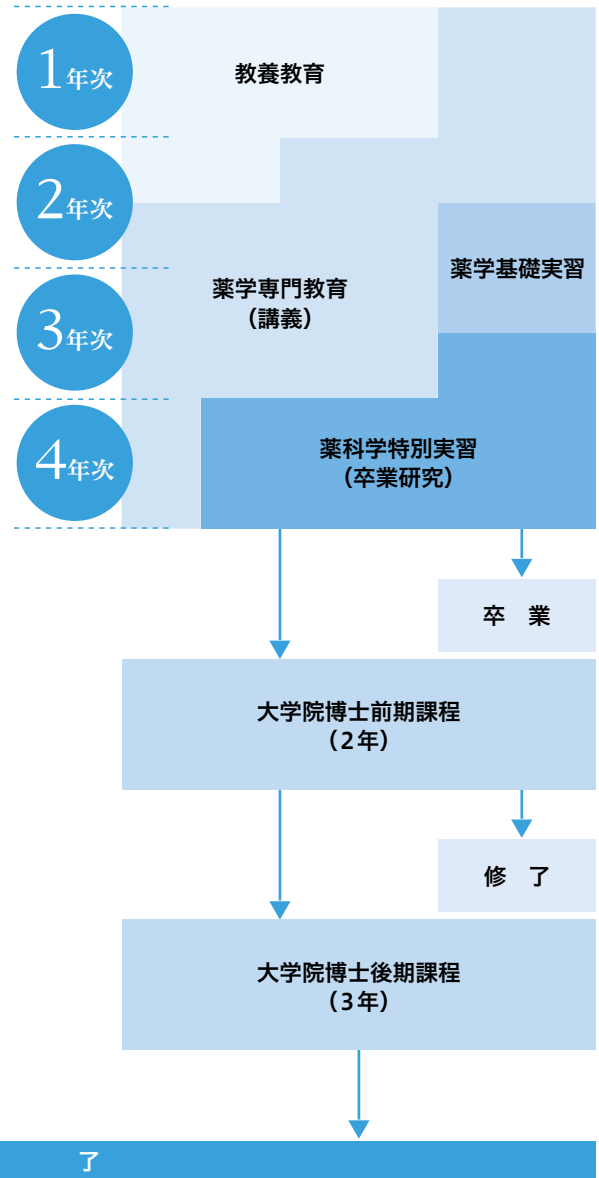 1年次
教養教育
2年次
薬学基礎実習
薬学専門教育
（講義）
3年次
4年次
薬科学特別実習
（卒業研究）
卒　業
大学院博士前期課程
（2年）
修　了
大学院博士後期課程
（3年）
了